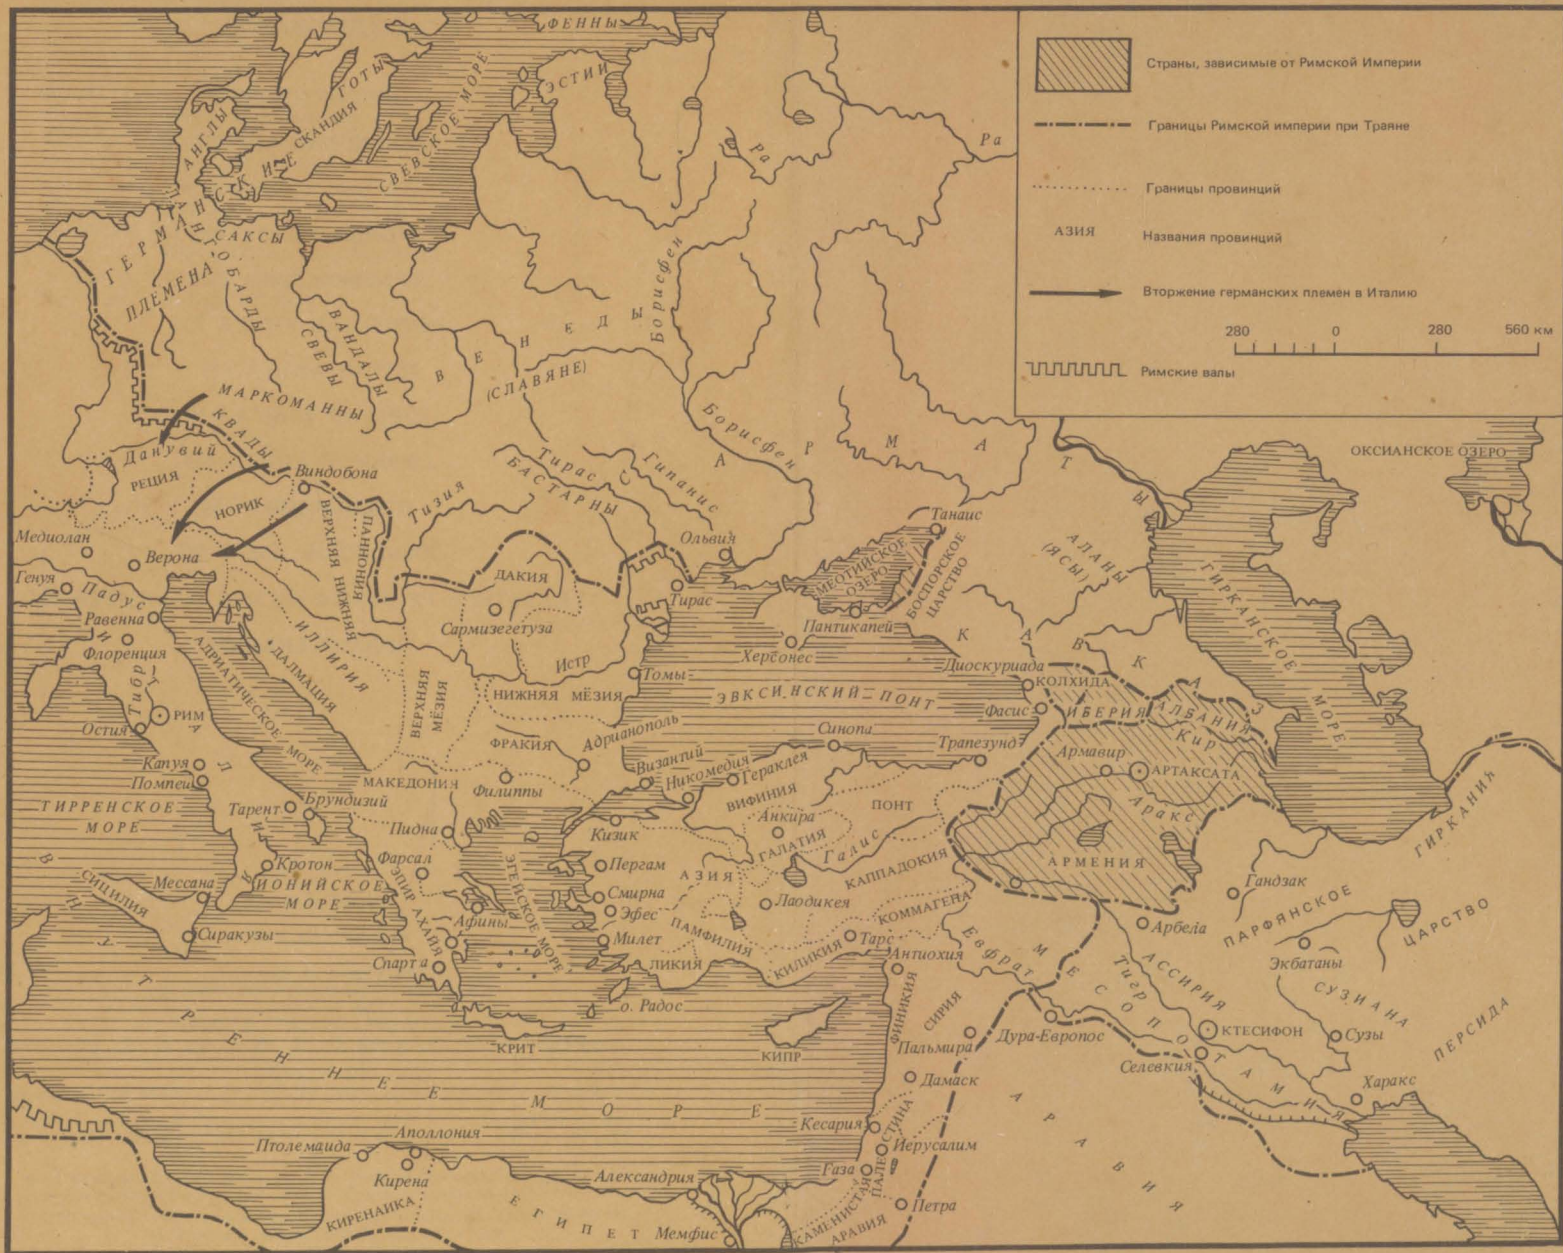 Страны, зависимые от Римской Империи
Границы Римской империи при Траяне
Границы провинций
АЗИЯ
Названия провинций
Вторжение германских племён в Италию
280 0 280 560 км
Римские валы
ФЕННЫ
ЭСТИИ
ГОТЫ
СКАНДИЯ
СВЕВСКОЕ МОРЕ
АНГЛЫ
ГЕРМАНСКИЕ
ПЛЕМЕНА
САКСЫ
ЛАНГОБАРДЫ
ВАНДАЛЫ
СВЕВЫ
ВЕНЕДЫ
(СЛАВЯНЕ)
Борисфен
Ра
Ра
МАРКОМАННЫ
КВАДЫ
Данувий
РЕЦИЯ
НОРИК
Виндобона
ВЕРХНЯЯ НИЖНЯЯ
ПАННОНИЯ
Тизия
Тирас
БАСТАРНЫ
Гипанис
Борисфен
САРМАТЫ
ОКСИАНСКОЕ ОЗЕРО
Танаис
Ольвия
МЕОТИЙСКОЕ
ОЗЕРО
БОСПОРСКОЕ
ЦАРСТВО
АЛАНЫ
(ЯСЫ)
ГИРКАНСКОЕ МОРЕ
Медиолан
Верона
Генуя
Падус
Равенна
Флоренция
ИТАЛИЯ
Тибр
РИМ
Остия
Капуя
Помпеи
АДРИАТИЧЕСКОЕ МОРЕ
ИЛЛИРИЯ
ДАЛМАЦИЯ
ДАКИЯ
Сармизегетуза
Тирас
Истр
Томы
Пантикапей
Херсонес
КАВКАЗ
Диоскуриада
КОЛХИДА
Фасис
ИБЕРИЯ
АЛБАНИЯ
Кир
ЭВКСИНСКИЙ ПОНТ
НИЖНЯЯ МЁЗИЯ
ВЕРХНЯЯ
МЁЗИЯ
ФРАКИЯ
Адрианополь
Византий
Никомедия
Гераклея
Синопа
Трапезунд
Армавир
АРТАКСАТА
Аракс
АРМЕНИЯ
МАКЕДОНИЯ
Филиппы
ВИФИНИЯ
ПОНТ
Анкира
ГАЛАТИЯ
Галис
КАППАДОКИЯ
Кизик
Пергам
АЗИЯ
Смирна
Эфес
Лаодикея
КОММАГЕНА
ПАМФИЛИЯ
Милет
ЛИКИЯ
КИЛИКИЯ
Тарс
Антиохия
Тарент
Брундизий
Пидна
Фарсал
ЭПИР
АХАЙЯ
Афины
Спарта
ЭГЕЙСКОЕ МОРЕ
ТИРРЕНСКОЕ
МОРЕ
Кротон
ИОНИЙСКОЕ
МОРЕ
Мессана
СИЦИЛИЯ
Сиракузы
о. Радос
КРИТ
КИПР
ВНУТРЕННЕЕ МОРЕ
ГИРКАНИЯ
Гандзак
Арбела
ПАРФЯНСКОЕ ЦАРСТВО
Экбатаны
АССИРИЯ
СУЗИАНА
ПЕРСИДА
Евфрат
Тигр
МЕСОПОТАМИЯ
ФИНИКИЯ
СИРИЯ
Пальмира
Дура-Европос
КТЕСИФОН
Селевкия
Сузы
Харакс
Дамаск
Кесария
ПАЛЕСТИНА
Иерусалим
Газа
АРАВИЯ
Петра
КАМЕНИСТАЯ
АРАВИЯ
Птолемаида
Аполлония
Кирена
КИРЕНАИКА
Александрия
ЕГИПЕТ
Мемфис